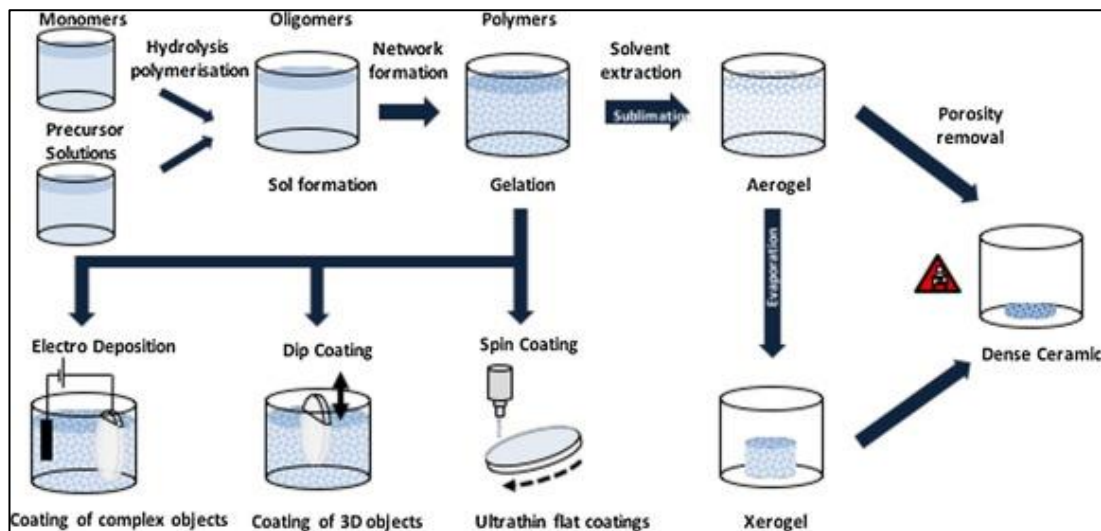 Monomers
Hydrolysis
polymerisation
Precursor
Solutions
Oligomers
Sol formation
Network
formation
Polymers
Gelation
Solvent
extraction
Sublimation
Aerogel
Porosity
removal
Evaporation
Dense Ceramic
Xerogel
Electro Deposition
Coating of complex objects
Dip Coating
Coating of 3D objects
Spin Coating
Ultrathin flat coatings